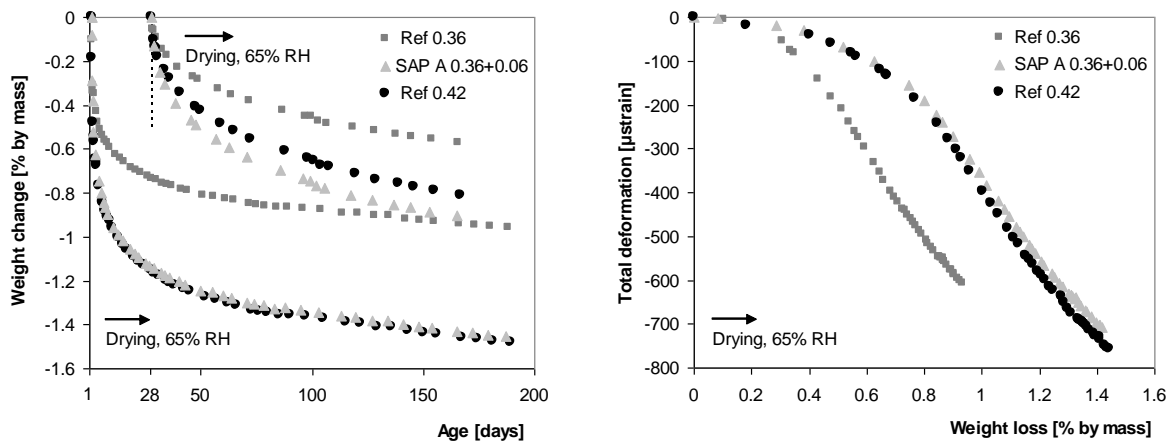 Weight change [% by mass]
0
-0.2
-0.4
-0.6
-0.8
-1
-1.2
-1.4
-1.6
Drying, 65% RH
Ref 0.36
SAP A 0.36+0.06
Ref 0.42
Drying, 65% RH
1 28 50 100 150 200
Age [days]
Total deformation [µstrain]
0
-100
-200
-300
-400
-500
-600
-700
-800
Ref 0.36
SAP A 0.36+0.06
Ref 0.42
Drying, 65% RH
0 0.2 0.4 0.6 0.8 1 1.2 1.4 1.6
Weight loss [% by mass]